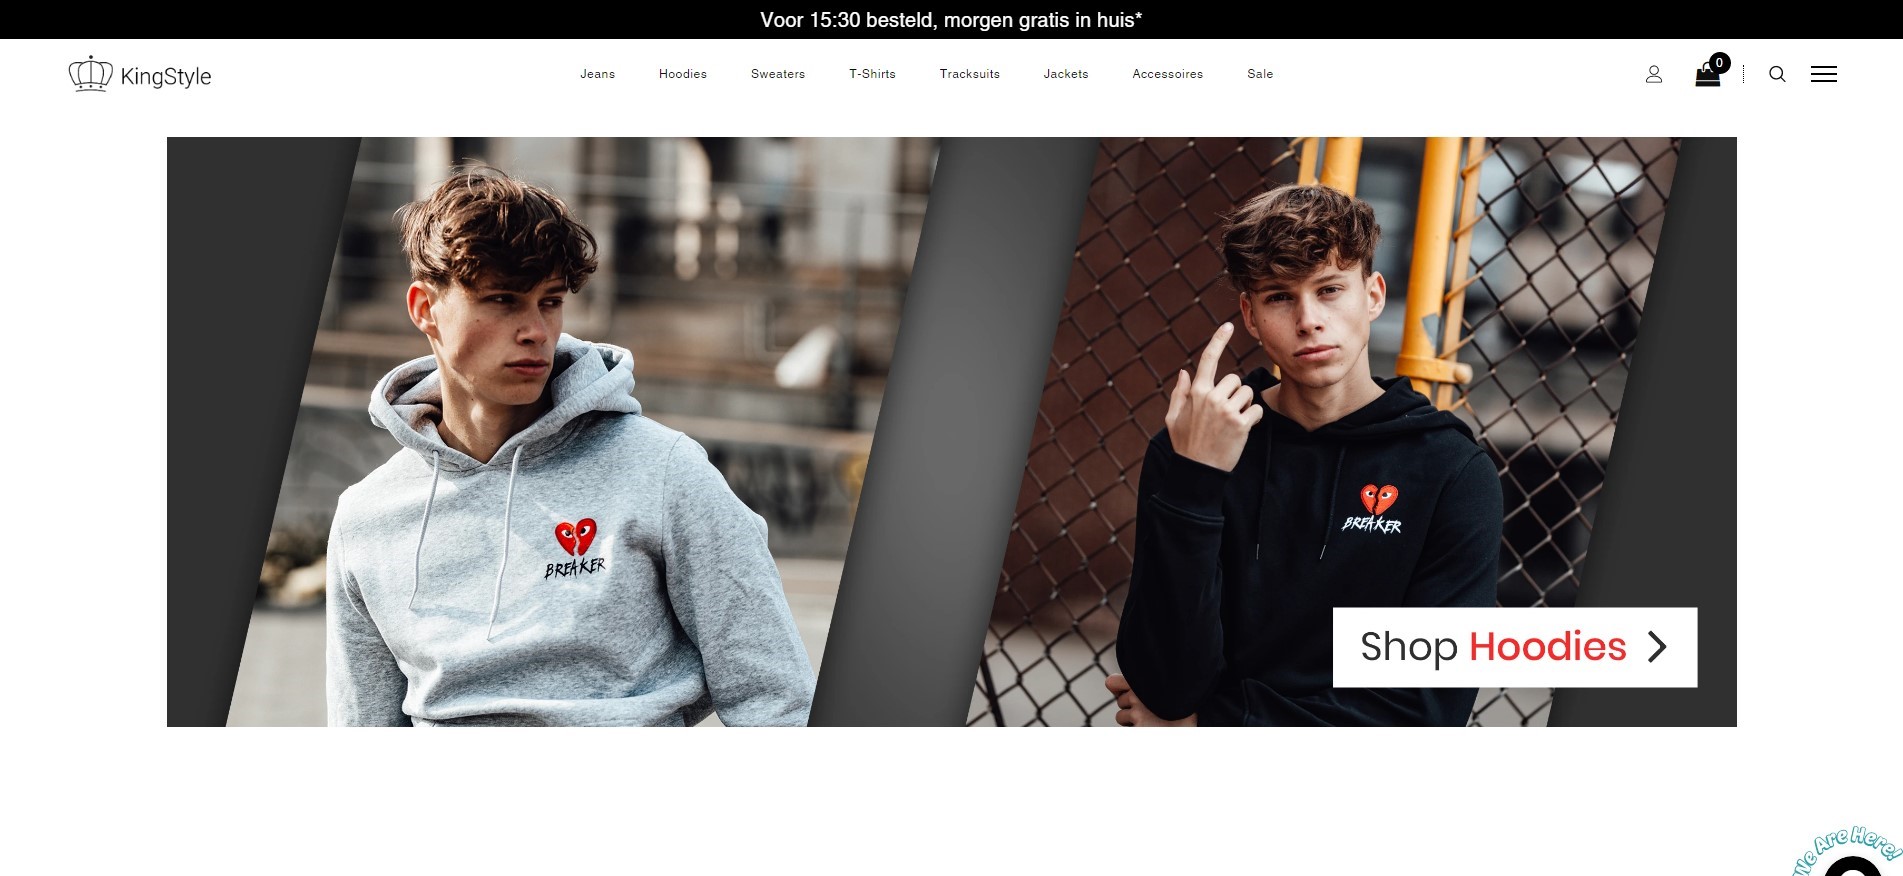 Voor 15:30 besteld, morgen gratis in huis*
KingStyle
Jeans
Hoodies
Sweaters
T-Shirts
Tracksuits
Jackets
Accessoires
Sale
0
BREAKER
BREAKER
Shop Hoodies
We Are Here!